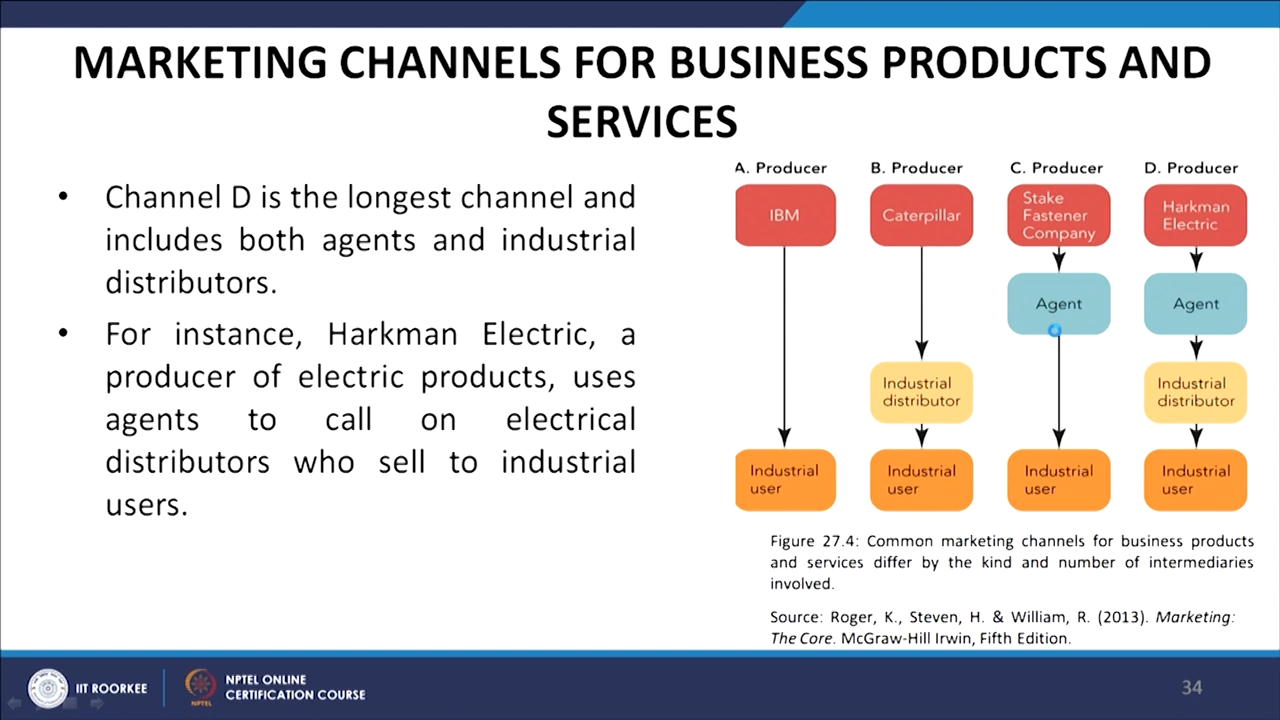 MARKETING CHANNELS FOR BUSINESS PRODUCTS AND
SERVICES
• Channel D is the longest channel and
includes both agents and industrial
distributors.
• For instance, Harkman Electric, a
producer of electric products, uses
agents to call on electrical
distributors who sell to industrial
users.
A. Producer
B. Producer
C. Producer
D. Producer
IBM
Caterpillar
Stake
Fastener
Company
Harkman
Electric
Agent
Agent
Industrial
distributor
Industrial
distributor
Industrial
user
Industrial
user
Industrial
user
Industrial
user
Figure 27.4: Common marketing channels for business products
and services differ by the kind and number of intermediaries
involved.
Source: Roger, K., Steven, H. & William, R. (2013). Marketing:
The Core. McGraw-Hill Irwin, Fifth Edition.
IIT ROORKEE
NPTEL
NPTEL ONLINE
CERTIFICATION COURSE
34